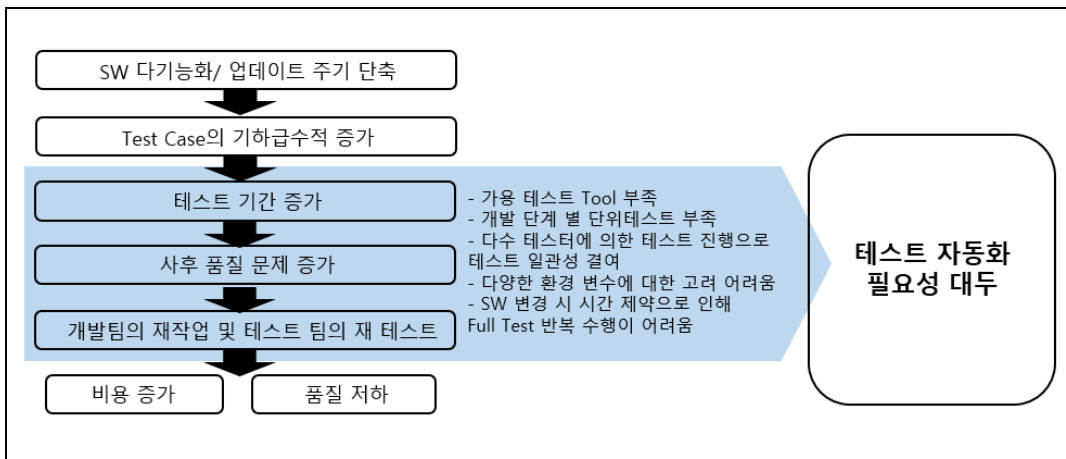 SW 다기능화/ 업데이트 주기 단축
Test Case의 기하급수적 증가
테스트 기간 증가
사후 품질 문제 증가
개발팀의 재작업 및 테스트 팀의 재 테스트
비용 증가
품질 저하
- 가용 테스트 Tool 부족
- 개발 단계 별 단위테스트 부족
- 다수 테스터에 의한 테스트 진행으로
테스트 일관성 결여
- 다양한 환경 변수에 대한 고려 어려움
- SW 변경 시 시간 제약으로 인해
Full Test 반복 수행이 어려움
테스트 자동화
필요성 대두